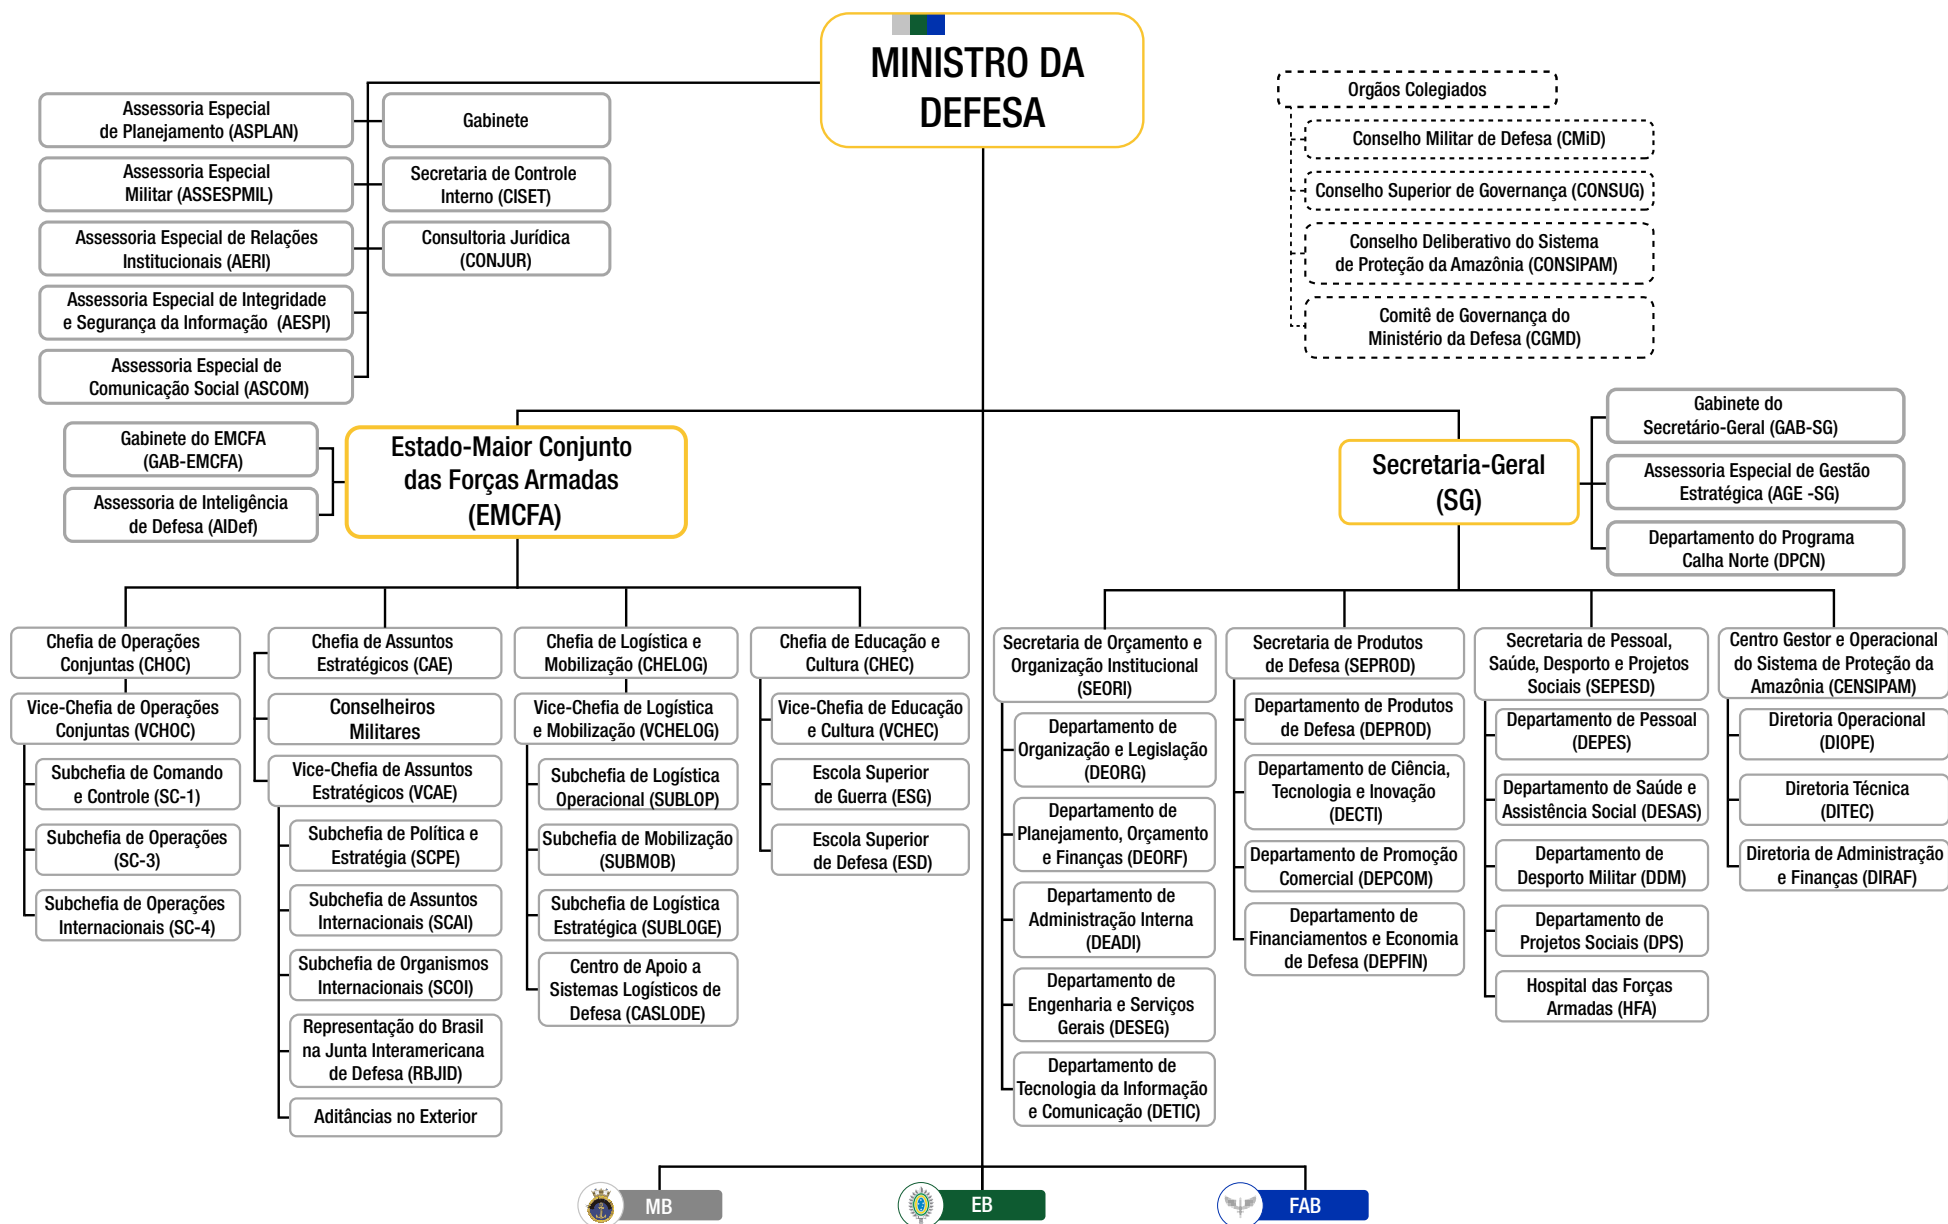 MINISTRO DA
DEFESA
Assessoria Especial
de Planejamento (ASPLAN)
Gabinete
Assessoria Especial
Militar (ASSESPMIL)
Secretaria de Controle
Interno (CISET)
Assessoria Especial de Relações
Institucionais (AERI)
Consultoria Jurídica
(CONJUR)
Assessoria Especial de Integridade
e Segurança da Informação (AESPI)
Assessoria Especial de
Comunicação Social (ASCOM)
Orgãos Colegiados
Conselho Militar de Defesa (CMiD)
Conselho Superior de Governança (CONSUG)
Conselho Deliberativo do Sistema
de Proteção da Amazônia (CONSIPAM)
Comitê de Governança do
Ministério da Defesa (CGMD)
Gabinete do EMCFA
(GAB-EMCFA)
Assessoria de Inteligência
de Defesa (AIDef)
Estado-Maior Conjunto
das Forças Armadas
(EMCFA)
Secretaria-Geral
(SG)
Gabinete do
Secretário-Geral (GAB-SG)
Assessoria Especial de Gestão
Estratégica (AGE -SG)
Departamento do Programa
Calha Norte (DPCN)
Chefia de Operações
Conjuntas (CHOC)
Vice-Chefia de Operações
Conjuntas (VCHOC)
Subchefia de Comando
e Controle (SC-1)
Subchefia de Operações
(SC-3)
Subchefia de Operações
Internacionais (SC-4)
Chefia de Assuntos
Estratégicos (CAE)
Conselheiros
Militares
Vice-Chefia de Assuntos
Estratégicos (VCAE)
Subchefia de Política e
Estratégia (SCPE)
Subchefia de Assuntos
Internacionais (SCAI)
Subchefia de Organismos
Internacionais (SCOI)
Representação do Brasil
na Junta Interamericana
de Defesa (RBJID)
Aditâncias no Exterior
Chefia de Logística e
Mobilização (CHELOG)
Vice-Chefia de Logística
e Mobilização (VCHELOG)
Subchefia de Logística
Operacional (SUBLOP)
Subchefia de Mobilização
(SUBMOB)
Subchefia de Logística
Estratégica (SUBLOGE)
Centro de Apoio a
Sistemas Logísticos de
Defesa (CASLODE)
Chefia de Educação e
Cultura (CHEC)
Vice-Chefia de Educação
e Cultura (VCHEC)
Escola Superior
de Guerra (ESG)
Escola Superior
de Defesa (ESD)
Secretaria de Orçamento e
Organização Institucional
(SEORI)
Departamento de
Organização e Legislação
(DEORG)
Departamento de
Planejamento, Orçamento
e Finanças (DEORF)
Departamento de
Administração Interna
(DEADI)
Departamento de
Engenharia e Serviços
Gerais (DESEG)
Departamento de
Tecnologia da Informação
e Comunicação (DETIC)
Secretaria de Produtos
de Defesa (SEPROD)
Departamento de Produtos
de Defesa (DEPROD)
Departamento de Ciência,
Tecnologia e Inovação
(DECTI)
Departamento de Promoção
Comercial (DEPCOM)
Departamento de
Financiamentos e Economia
de Defesa (DEPFIN)
Secretaria de Pessoal,
Saúde, Desporto e Projetos
Sociais (SEPESD)
Departamento de Pessoal
(DEPES)
Departamento de Saúde e
Assistência Social (DESAS)
Departamento de
Desporto Militar (DDM)
Departamento de
Projetos Sociais (DPS)
Hospital das Forças
Armadas (HFA)
Centro Gestor e Operacional
do Sistema de Proteção da
Amazônia (CENSIPAM)
Diretoria Operacional
(DIOPE)
Diretoria Técnica
(DITEC)
Diretoria de Administração
e Finanças (DIRAF)
MB
EB
FAB